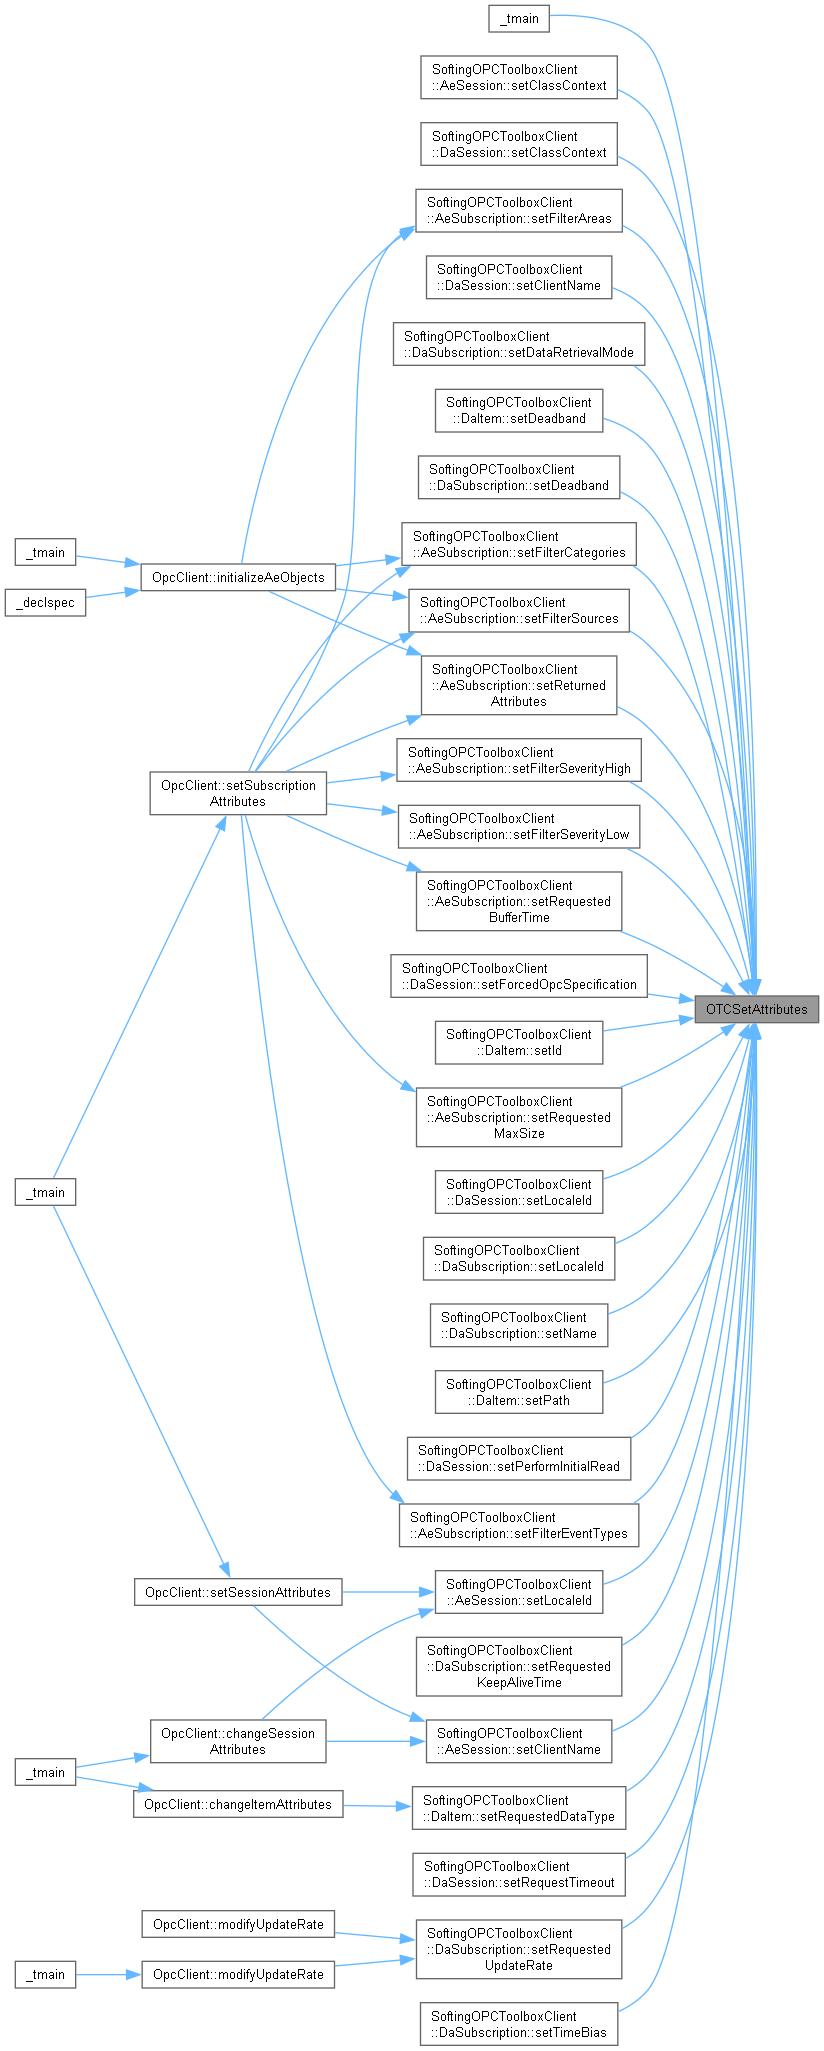 _tmain
SoftingOPCToolboxClient
::AeSession::setClassContext
SoftingOPCToolboxClient
::DaSession::setClassContext
SoftingOPCToolboxClient
::AeSubscription::setFilterAreas
SoftingOPCToolboxClient
::DaSession::setClientName
SoftingOPCToolboxClient
::DaSubscription::setDataRetrievalMode
SoftingOPCToolboxClient
::DaItem::setDeadband
SoftingOPCToolboxClient
::DaSubscription::setDeadband
SoftingOPCToolboxClient
::AeSubscription::setFilterCategories
_tmain
OpcClient::initializeAeObjects
_declspec
SoftingOPCToolboxClient
::AeSubscription::setFilterSources
SoftingOPCToolboxClient
::AeSubscription::setReturned
Attributes
SoftingOPCToolboxClient
::AeSubscription::setFilterSeverityHigh
OpcClient::setSubscription
Attributes
SoftingOPCToolboxClient
::AeSubscription::setFilterSeverityLow
SoftingOPCToolboxClient
::AeSubscription::setRequested
BufferTime
SoftingOPCToolboxClient
::DaSession::setForcedOpcSpecification
OTCSetAttributes
SoftingOPCToolboxClient
::DaItem::setId
SoftingOPCToolboxClient
::AeSubscription::setRequested
MaxSize
_tmain
SoftingOPCToolboxClient
::DaSession::setLocaleId
SoftingOPCToolboxClient
::DaSubscription::setLocaleId
SoftingOPCToolboxClient
::DaSubscription::setName
SoftingOPCToolboxClient
::DaItem::setPath
SoftingOPCToolboxClient
::DaSession::setPerformInitialRead
SoftingOPCToolboxClient
::AeSubscription::setFilterEventTypes
OpcClient::setSessionAttributes
SoftingOPCToolboxClient
::AeSession::setLocaleId
SoftingOPCToolboxClient
::DaSubscription::setRequested
KeepAliveTime
OpcClient::changeSession
Attributes
SoftingOPCToolboxClient
::AeSession::setClientName
_tmain
OpcClient::changeItemAttributes
SoftingOPCToolboxClient
::DaItem::setRequestedDataType
SoftingOPCToolboxClient
::DaSession::setRequestTimeout
OpcClient::modifyUpdateRate
SoftingOPCToolboxClient
::DaSubscription::setRequested
UpdateRate
_tmain
OpcClient::modifyUpdateRate
SoftingOPCToolboxClient
::DaSubscription::setTimeBias